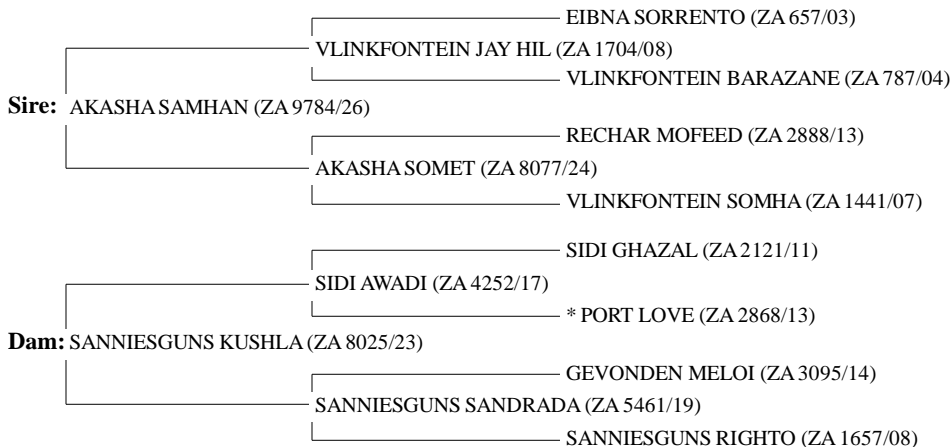 EIBNA SORRENTO (ZA 657/03)
VLINKFONTEIN JAY HIL (ZA 1704/08)
VLINKFONTEIN BARAZANE (ZA 787/04)
Sire: AKASHA SAMHAN (ZA 9784/26)
RECHAR MOFEED (ZA 2888/13)
AKASHA SOMET (ZA 8077/24)
VLINKFONTEIN SOMHA (ZA 1441/07)
SIDI GHAZAL (ZA 2121/11)
SIDI AWADI (ZA 4252/17)
* PORT LOVE (ZA 2868/13)
Dam: SANNIESGUNS KUSHLA (ZA 8025/23)
GEVONDEN MELOI (ZA 3095/14)
SANNIESGUNS SANDRADA (ZA 5461/19)
SANNIESGUNS RIGHTO (ZA 1657/08)